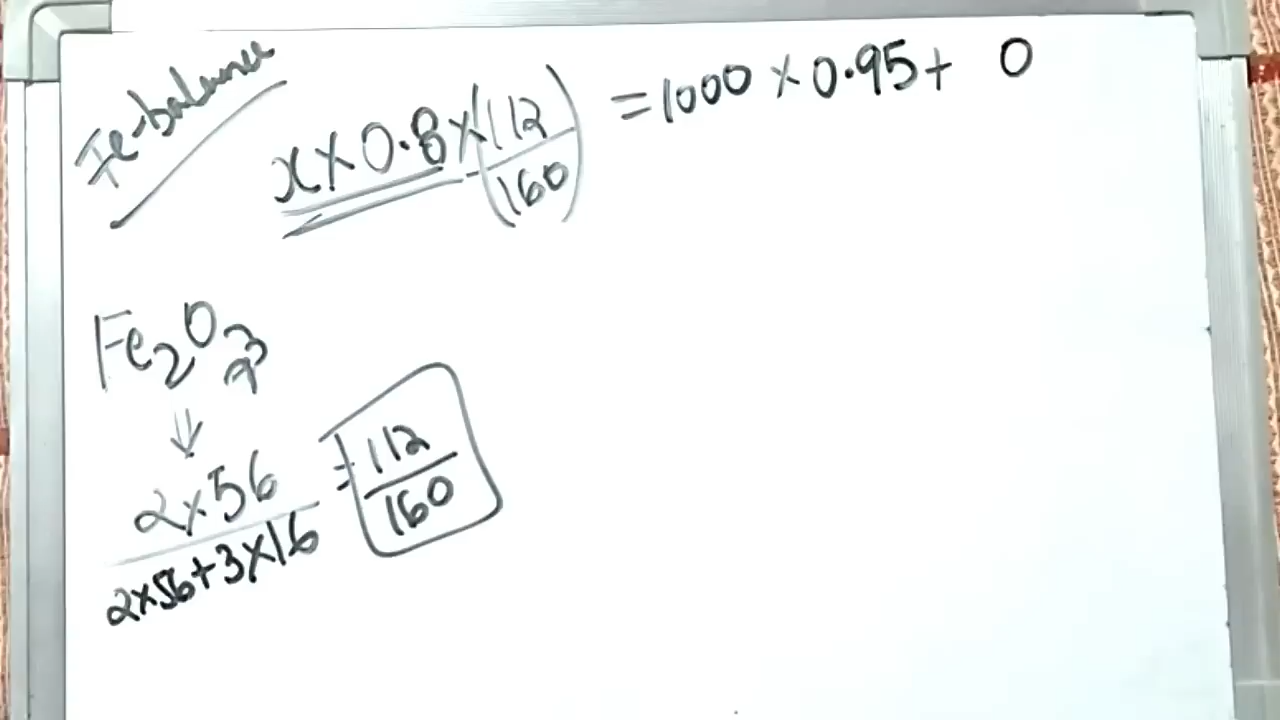 Fe-balance
x × 0.8 × (112/160) = 1000 × 0.95 + 0
Fe₂O₃
↓
2×56/2×56+3×16 = 112/160